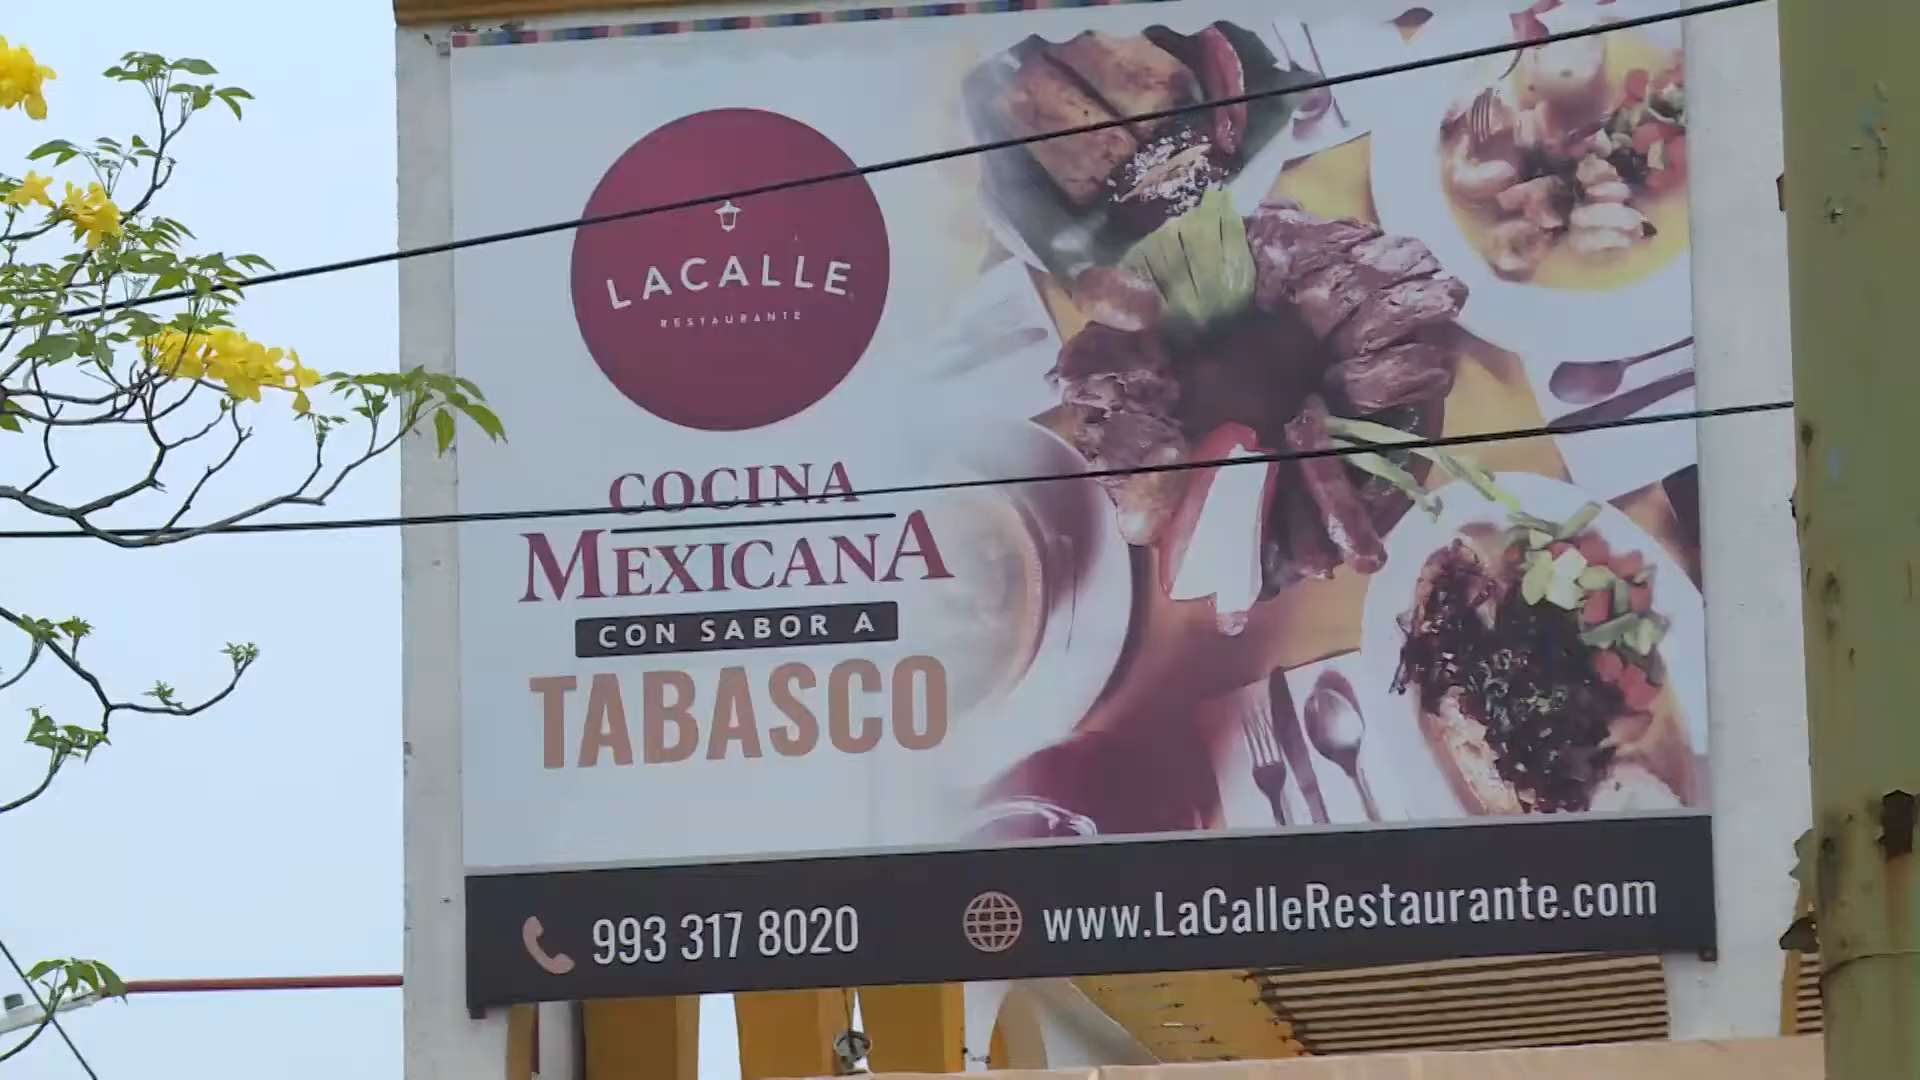 LACALLE
RESTAURANTE
COCINA
MEXICANA
CON SABOR A
TABASCO
993 317 8020
www.LaCalleRestaurante.com